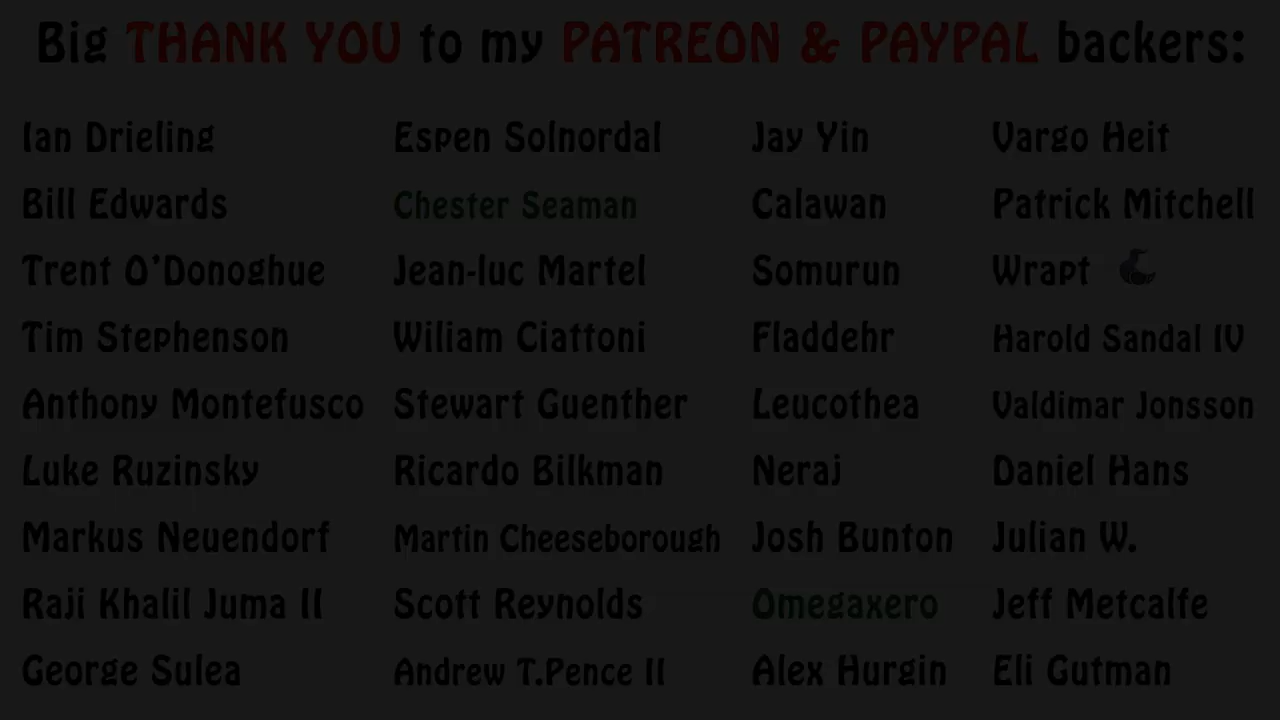 Big THANK YOU to my PATREON & PAYPAL backers:
Ian Drieling Espen Solnordal Jay Yin Vargo Heit
Bill Edwards Chester Seaman Calawan Patrick Mitchell
Trent O'Donoghue Jean-luc Martel Somurun Wrapt
Tim Stephenson Wiliam Ciattoni Fladdehr Harold Sandal IV
Anthony Montefusco Stewart Guenther Leucothea Valdimar Jonsson
Luke Ruzinsky Ricardo Bilkman Neraj Daniel Hans
Markus Neuendorf Martin Cheeseborough Josh Bunton Julian W.
Raji Khalil Juma II Scott Reynolds Omegaxero Jeff Metcalfe
George Sulea Andrew T.Pence II Alex Hurgin Eli Gutman